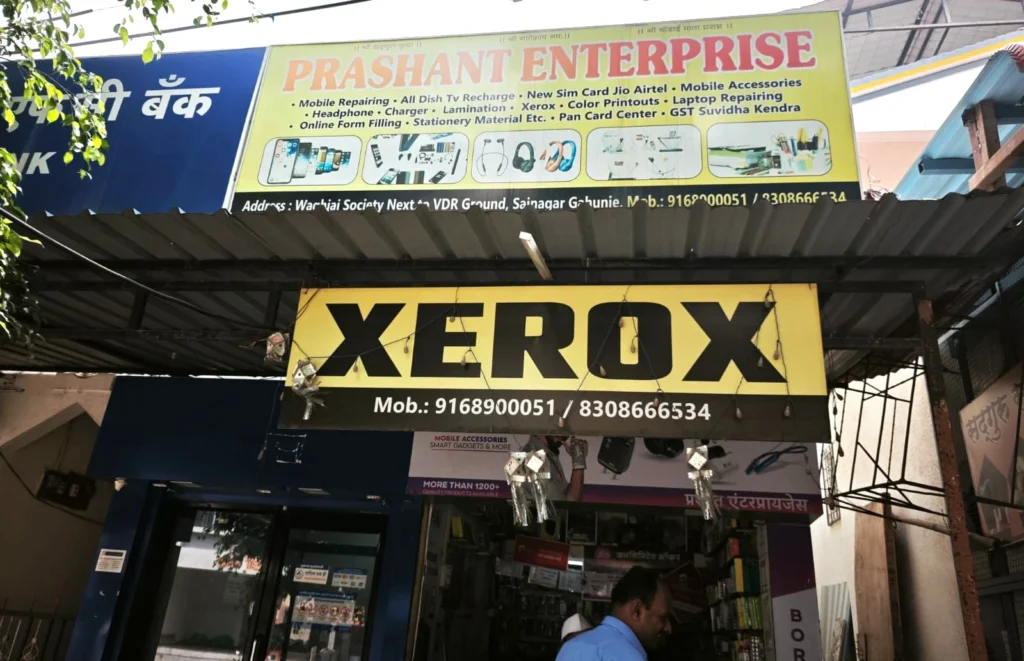 बँक
NK
।। श्री गणेशाय नमः ।।
PRASHANT ENTERPRISE
• Mobile Repairing • All Dish Tv Recharge • New Sim Card Jio Airtel • Mobile Accessories
• Headphone • Charger • Lamination • Xerox • Color Printouts • Laptop Repairing
• Online Form Filling • Stationery Material Etc. • Pan Card Center • GST Suvidha Kendra
Address : Society Next to VDR Ground, Sainagar Gahunje. Mob.: 9168900051 / 8308666534
XEROX
Mob.: 9168900051 / 8308666534
MOBILE ACCESSORIES
SMART GADGETS & MORE
MORE THAN 1200+
QUALITY PRODUCTS AVAILABLE
एंटरप्रायजेस
सद्गुरु
BOR